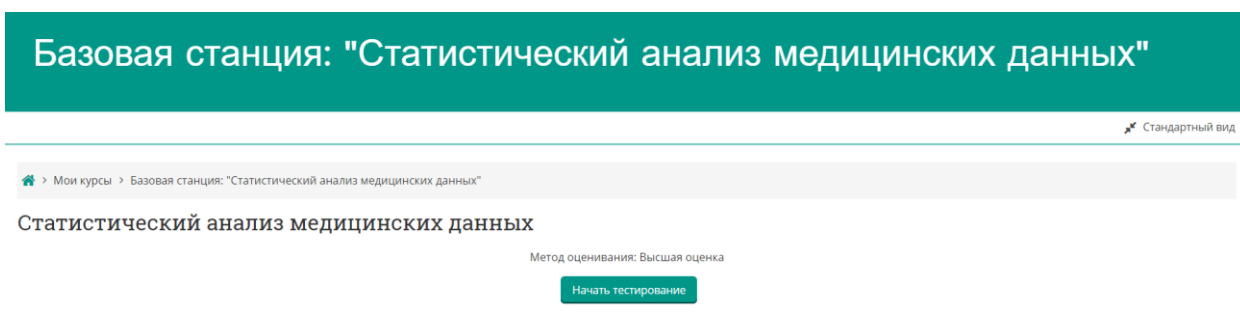 Базовая станция: "Статистический анализ медицинских данных"
Стандартный вид
> Мои курсы > Базовая станция: "Статистический анализ медицинских данных"
Статистический анализ медицинских данных
Метод оценивания: Высшая оценка
Начать тестирование